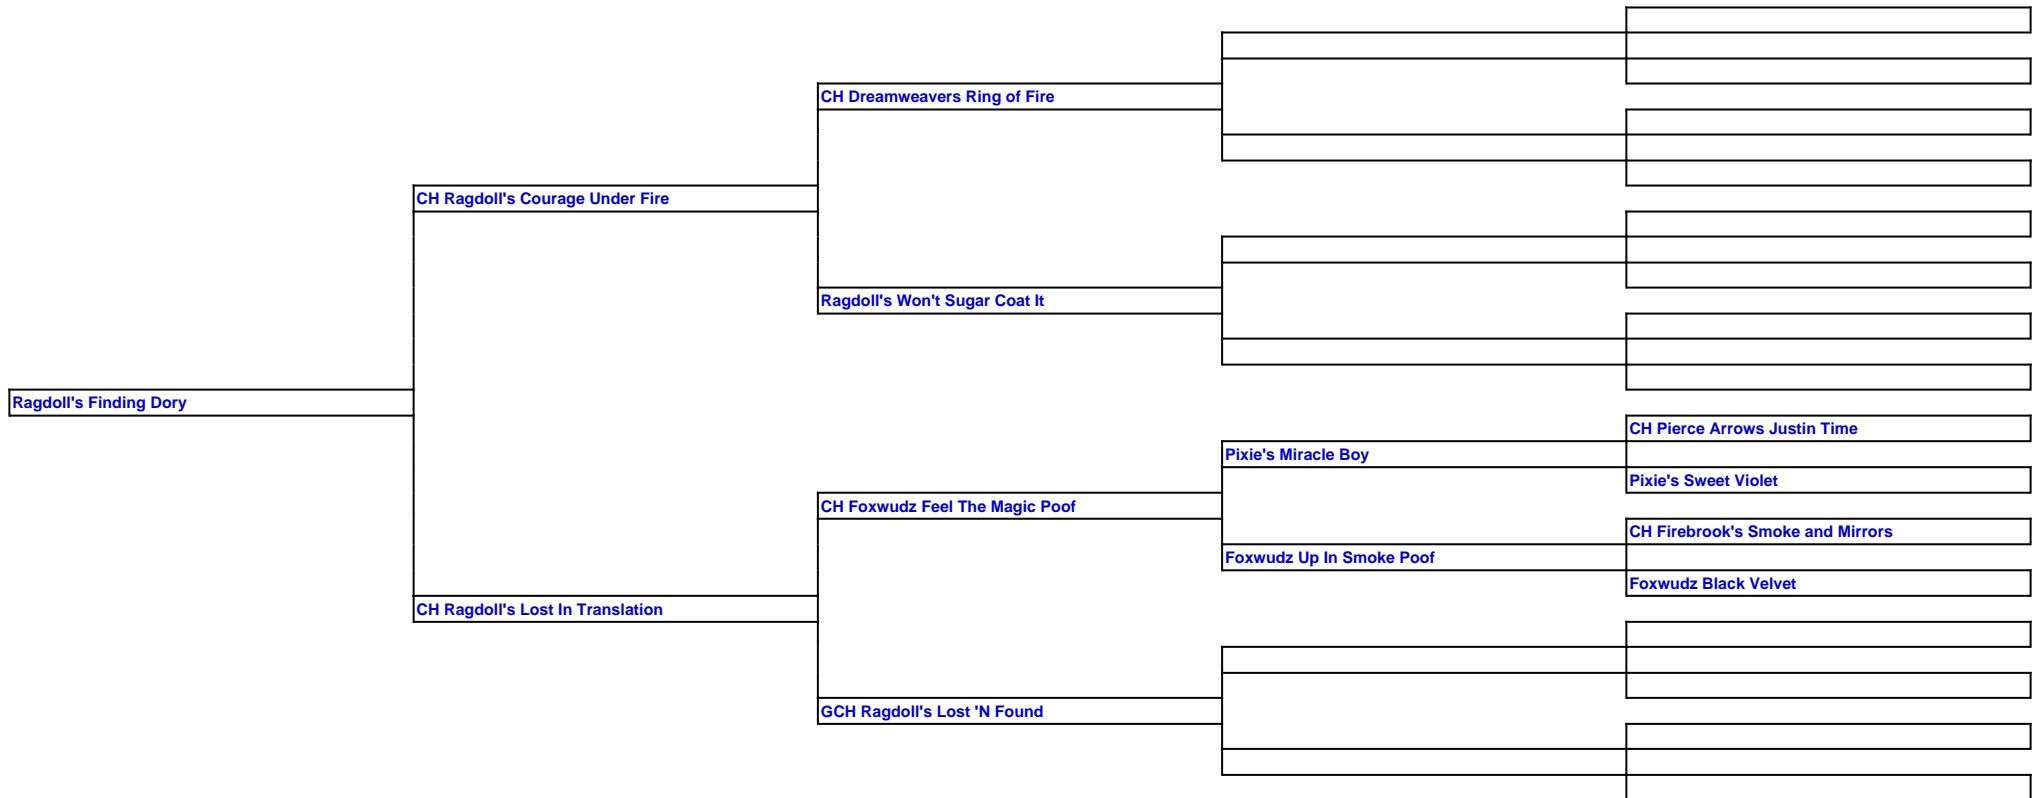 CH Dreamweavers Ring of Fire
CH Ragdoll's Courage Under Fire
Ragdoll's Won't Sugar Coat It
Ragdoll's Finding Dory
CH Pierce Arrows Justin Time
Pixie's Miracle Boy
Pixie's Sweet Violet
CH Foxwudz Feel The Magic Poof
CH Firebrook's Smoke and Mirrors
Foxwudz Up In Smoke Poof
Foxwudz Black Velvet
CH Ragdoll's Lost In Translation
GCH Ragdoll's Lost 'N Found